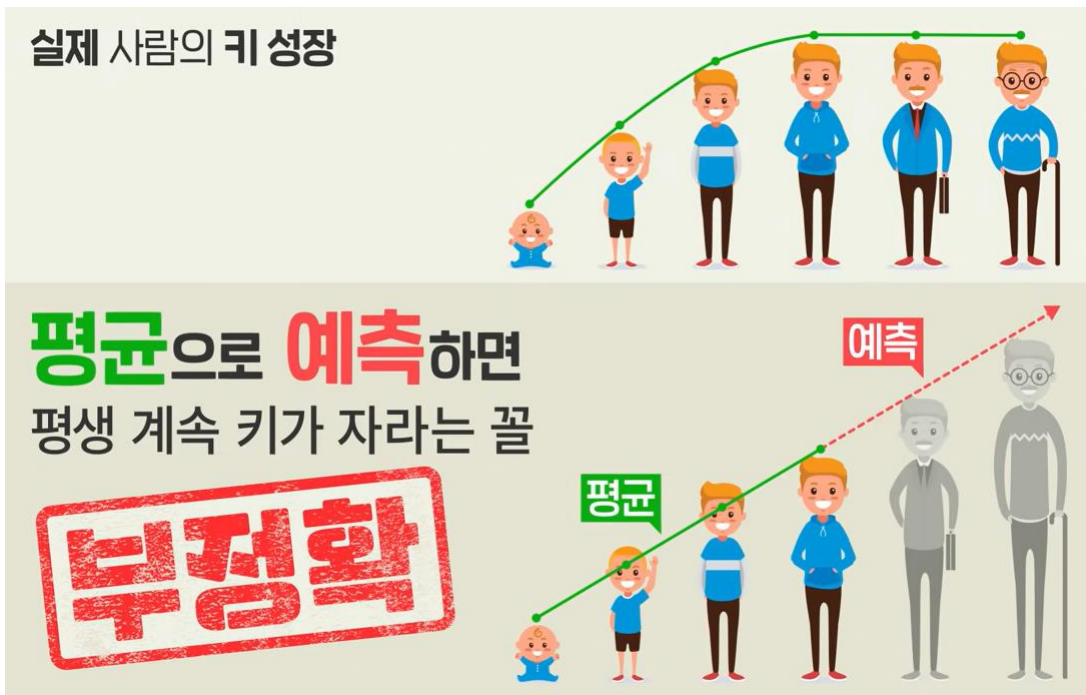 실제 사람의 키 성장
평균으로 예측하면
평생 계속 키가 자라는 꼴
부정확
평균
예측